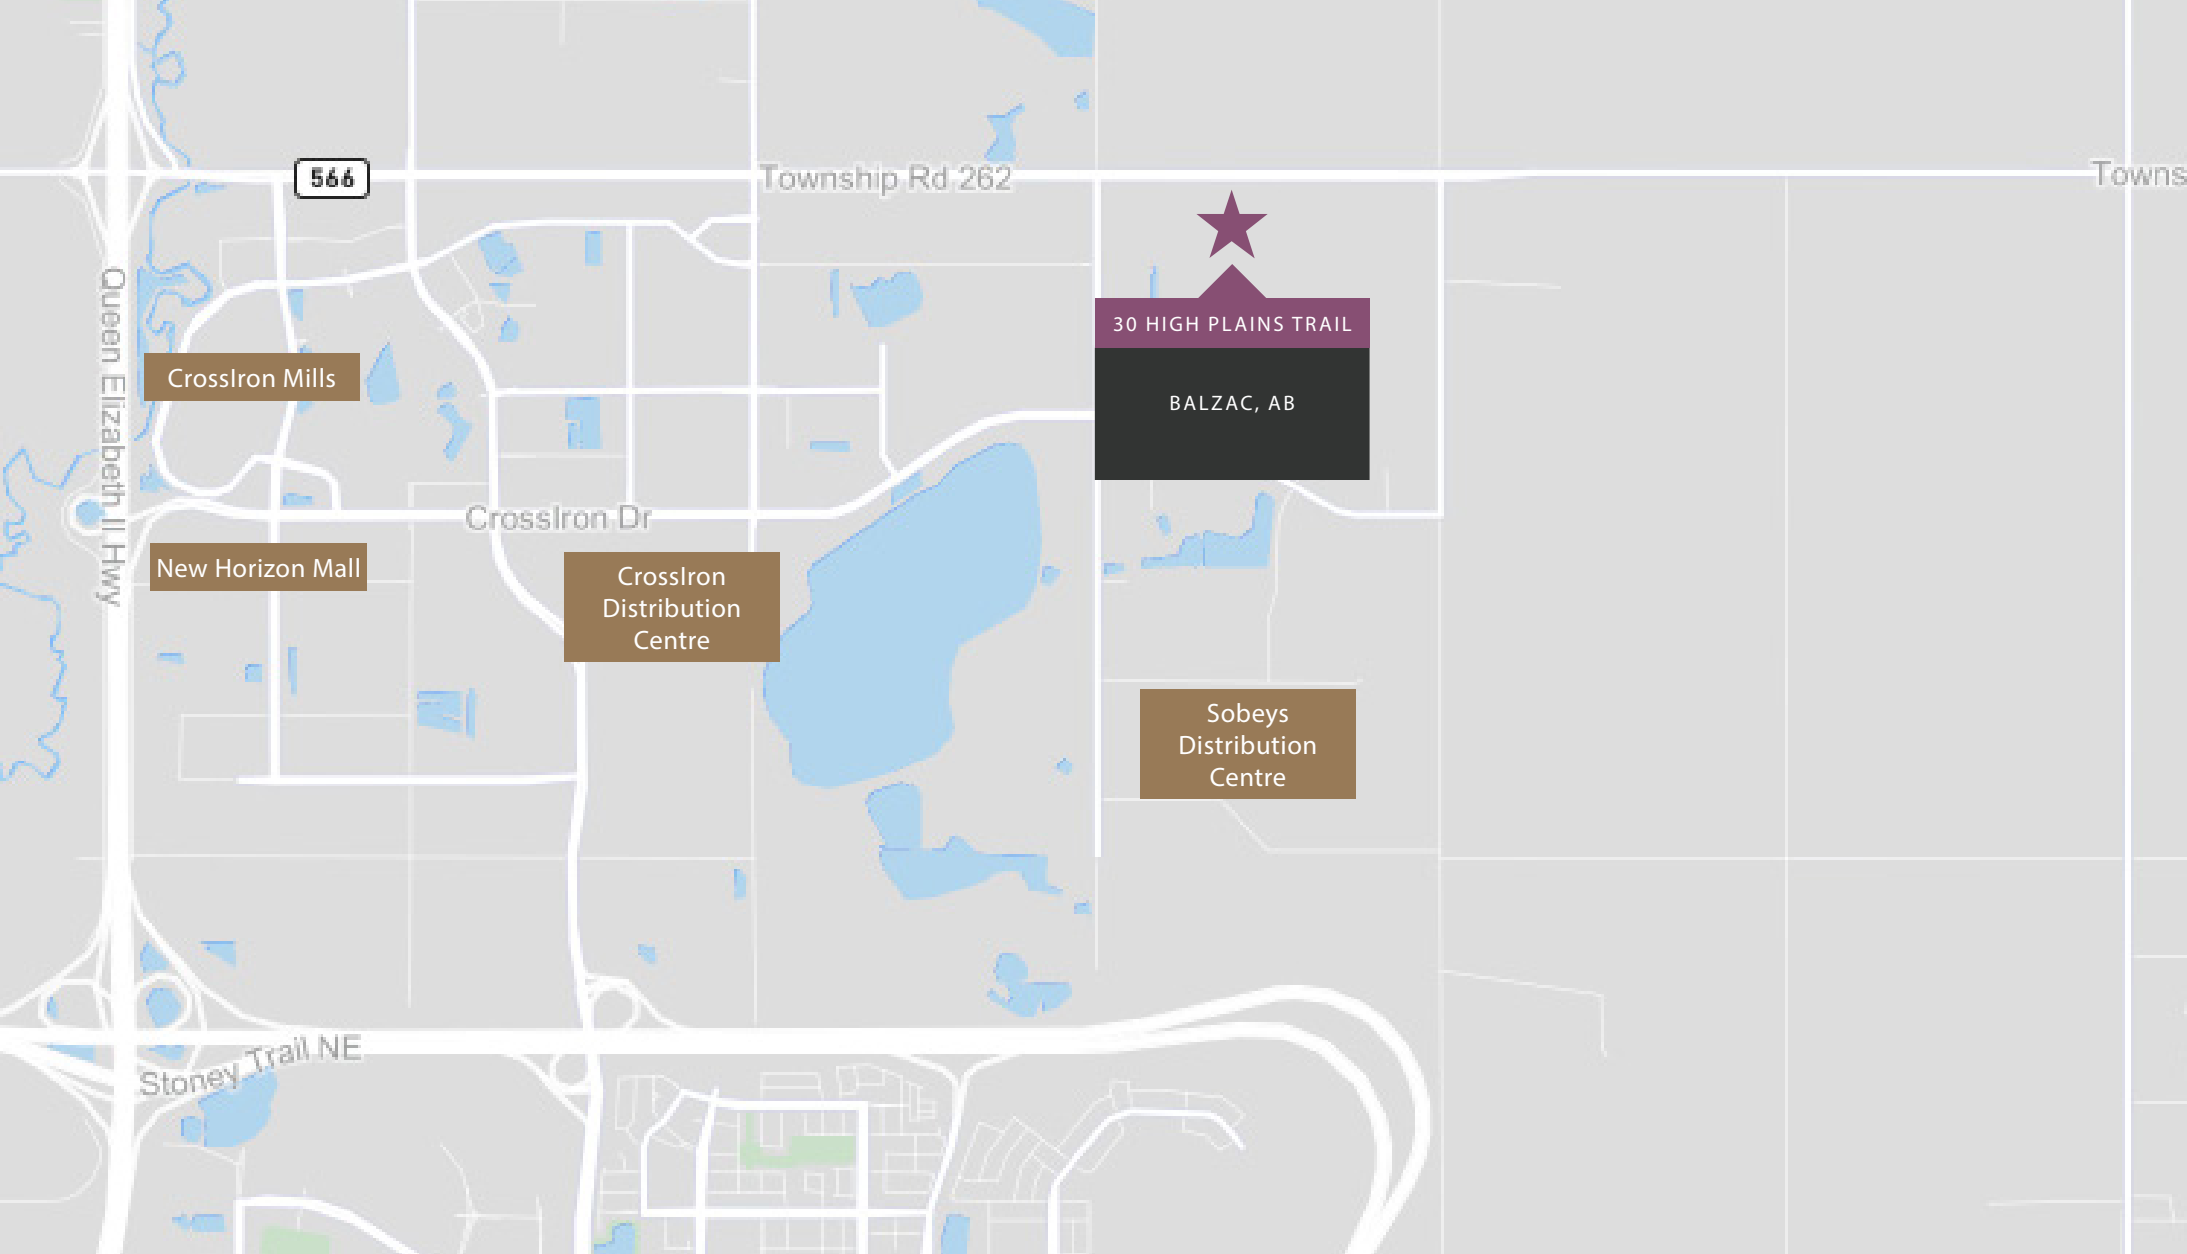 566
Township Rd 262
Towns
30 HIGH PLAINS TRAIL
BALZAC, AB
Queen Elizabeth II Hwy
CrossIron Mills
CrossIron Dr
New Horizon Mall
CrossIron
Distribution
Centre
Sobeys
Distribution
Centre
Stoney Trail NE